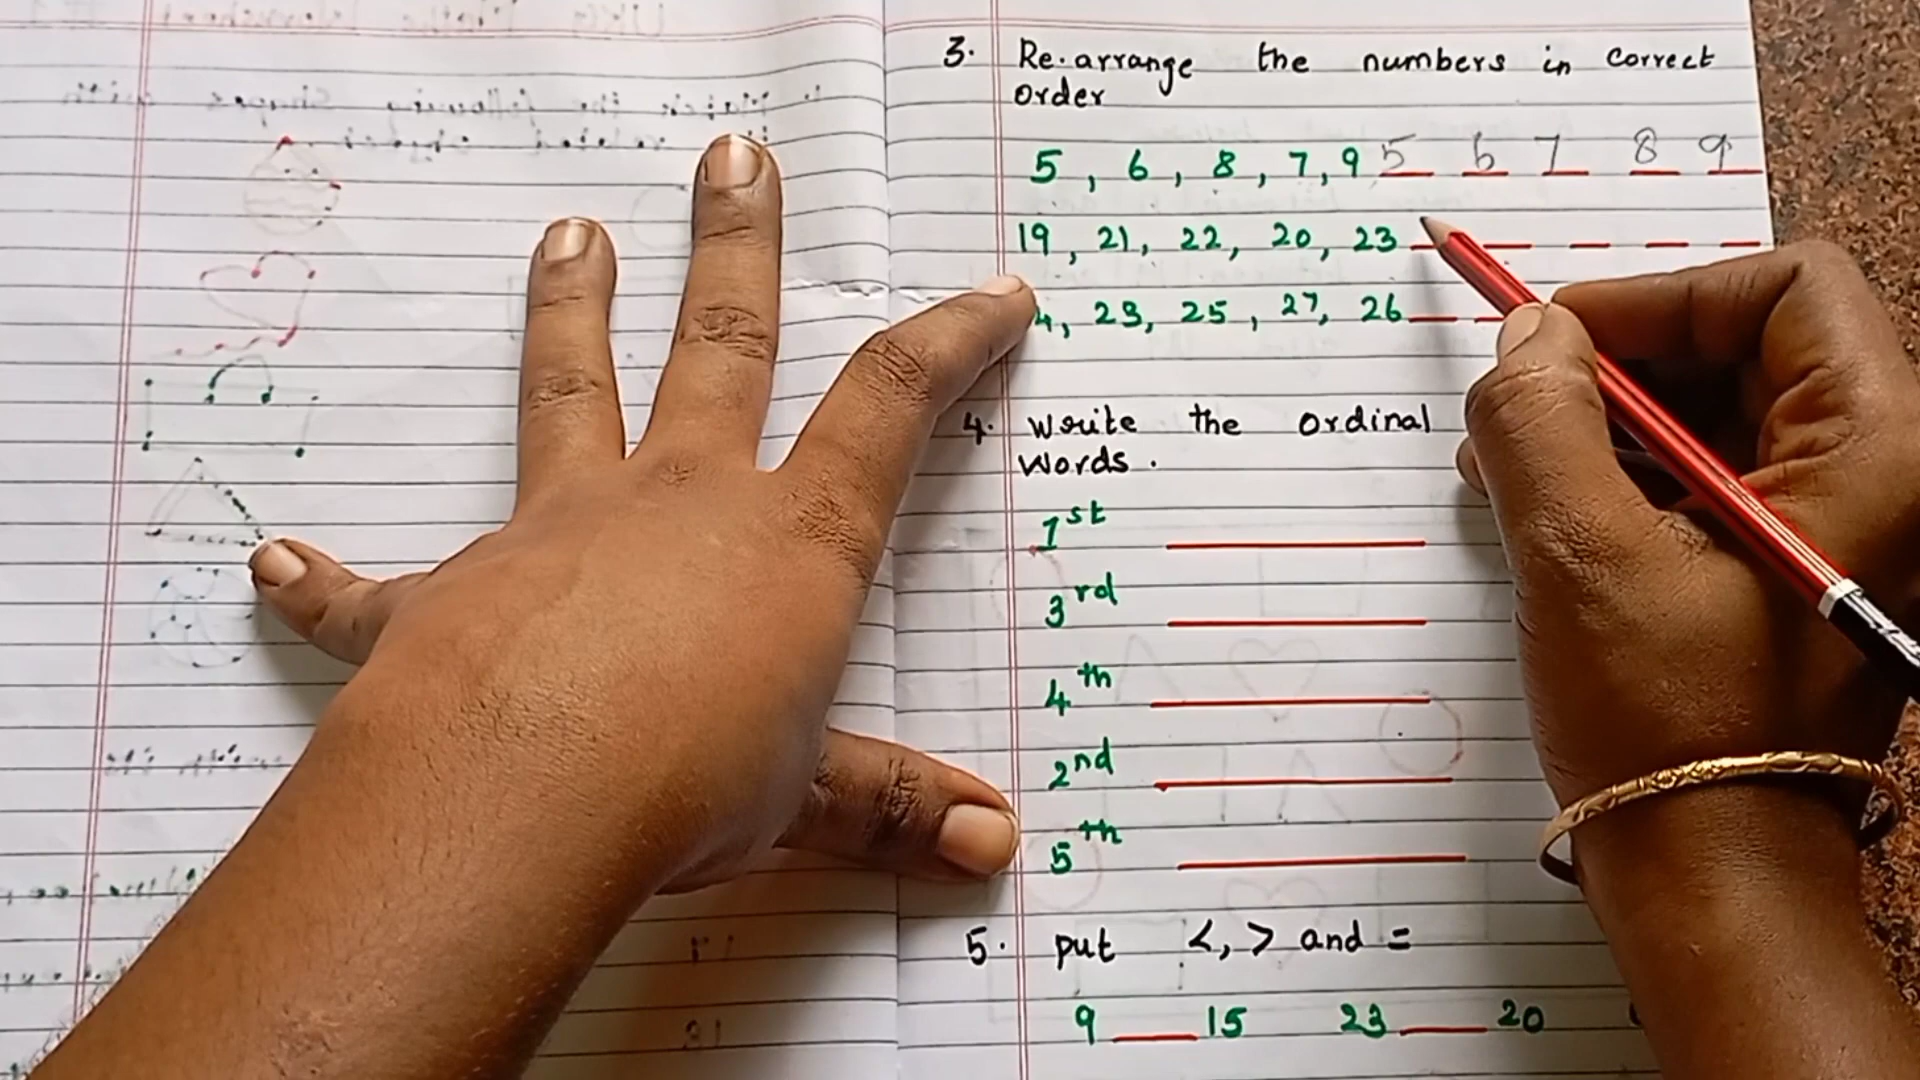 3. Re-arrange the numbers in correct
order
5, 6, 8, 7, 9 5 6 7 8 9
19, 21, 22, 20, 23
4, 23, 25, 27, 26
4. Write the ordinal
words.
1st
3rd
4th
2nd
5th
5. put <, > and =
9 15 23 20